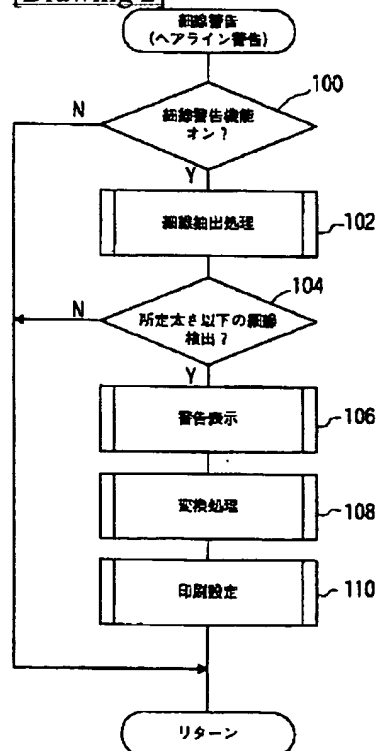 [Drawing 2]
細線警告
(ヘアライン警告)
100
N
細線警告機能
オン?
Y
細線抽出処理
102
104
N
所定太さ以下の細線
検出?
Y
警告表示
106
変換処理
108
印刷設定
110
リターン